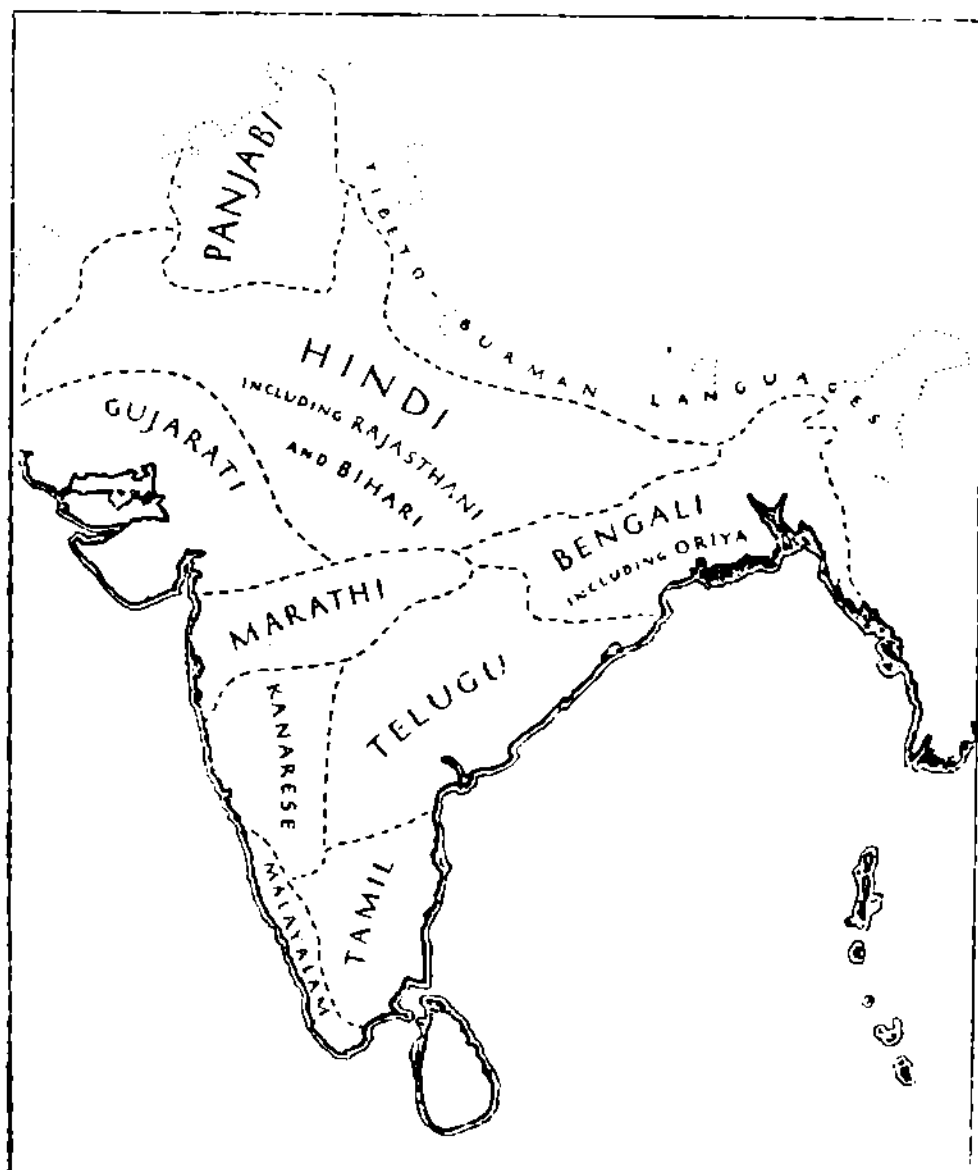 PANJABI
TIBETO-BURMAN LANGUAGES
HINDI
INCLUDING RAJASTHANI
AND BIHARI
GUJARATI
BENGALI
INCLUDING ORIYA
MARATHI
TELUGU
KANARESE
MALAYALAM
TAMIL